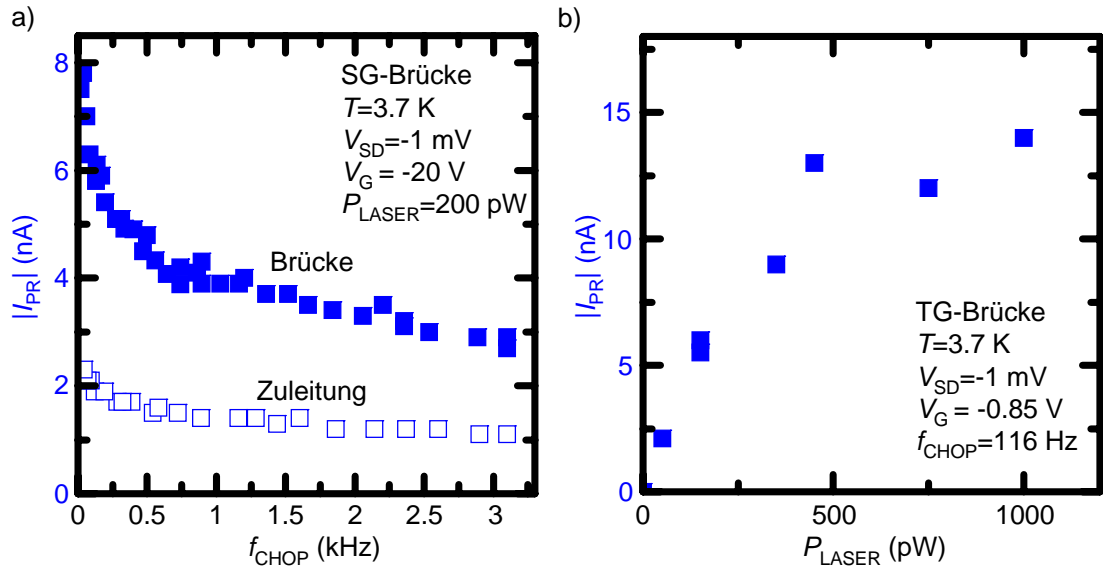 a)
8
6
4
2
0
|I_PR| (nA)
SG-Brücke
T=3.7 K
V_SD=-1 mV
V_G = -20 V
P_LASER=200 pW
Brücke
Zuleitung
0 0.5 1 1.5 2 2.5 3
f_CHOP (kHz)
b)
15
10
5
0
|I_PR| (nA)
TG-Brücke
T=3.7 K
V_SD=-1 mV
V_G = -0.85 V
f_CHOP=116 Hz
0 500 1000
P_LASER (pW)